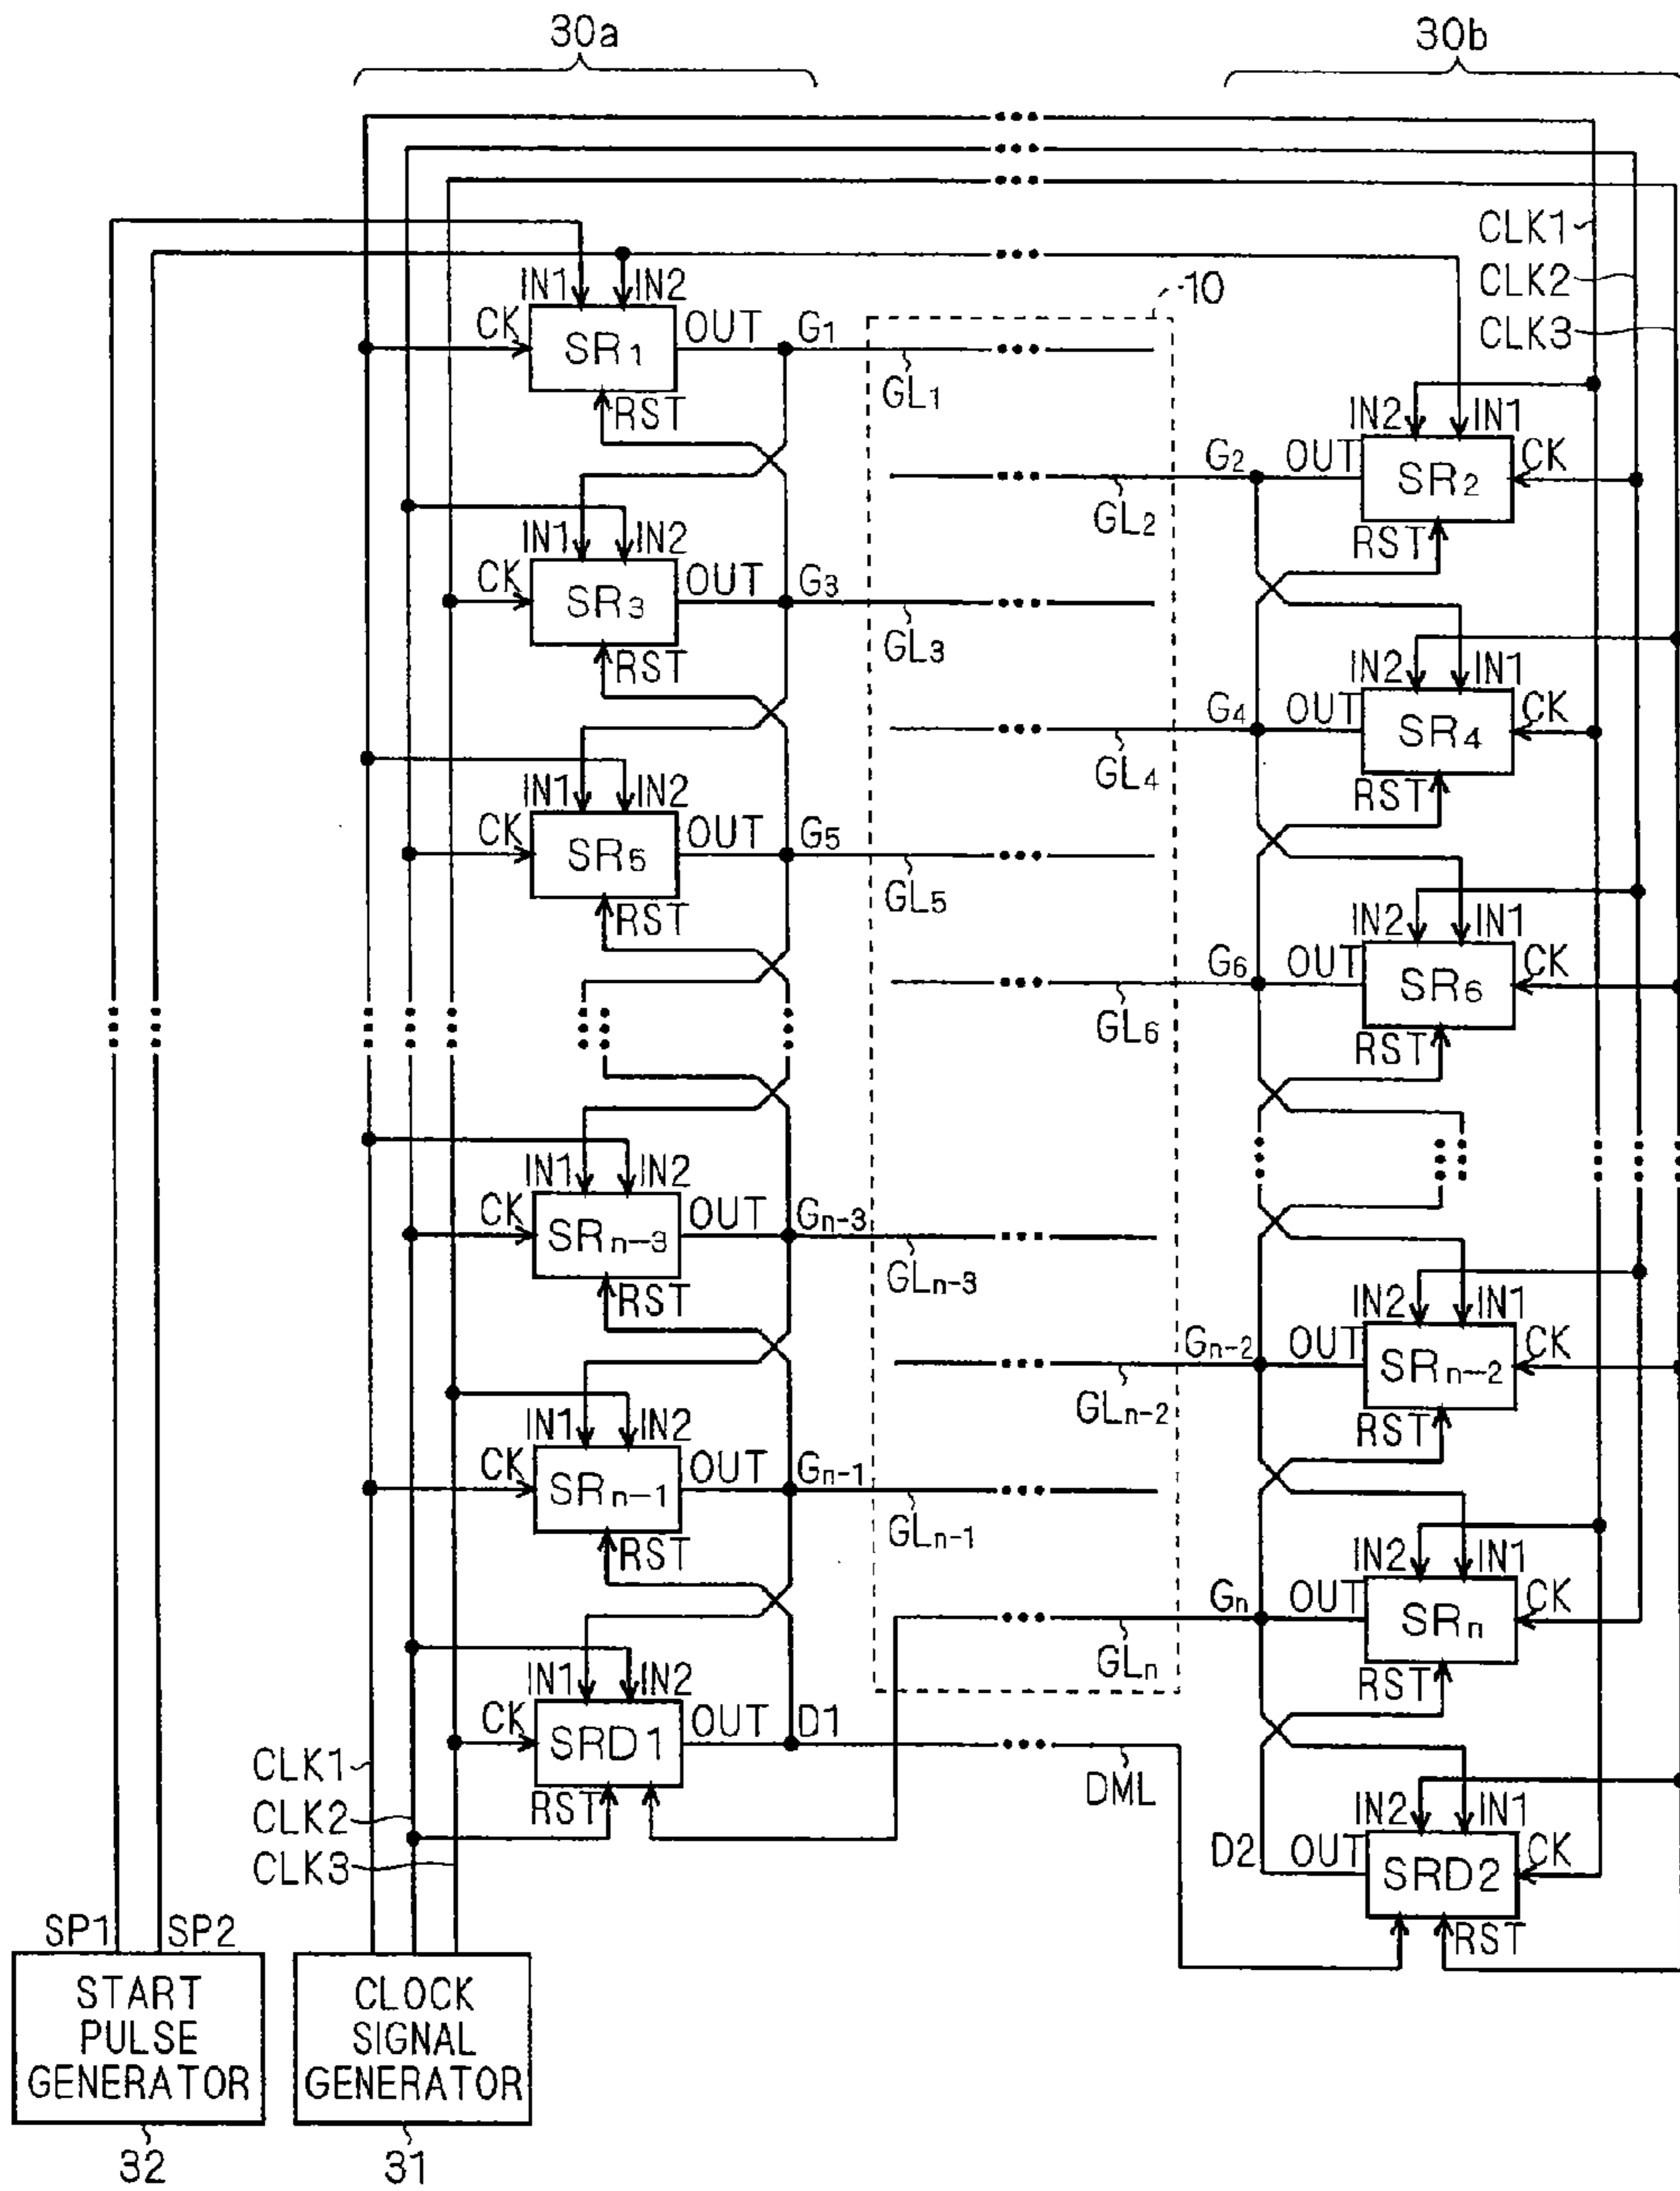 30a 30b
CLK1
CLK2
CLK3
10
IN1 IN2
CK SR1 OUT G1
RST GL1
IN2 IN1
G2 OUT SR2 CK
GL2 RST
IN1 IN2
CK SR3 OUT G3
RST GL3
IN2 IN1
G4 OUT SR4 CK
GL4 RST
IN1 IN2
CK SR5 OUT G5
RST GL5
IN2 IN1
G6 OUT SR6 CK
GL6 RST
IN1 IN2
CK SRn-3 OUT Gn-3
RST GLn-3
IN2 IN1
Gn-2 OUT SRn-2 CK
GLn-2 RST
IN1 IN2
CK SRn-1 OUT Gn-1
RST GLn-1
IN2 IN1
Gn OUT SRn CK
GLn RST
IN1 IN2
CK SRD1 OUT D1
RST DML
IN2 IN1
D2 OUT SRD2 CK
RST
CLK1
CLK2
CLK3
SP1 SP2
START
PULSE
GENERATOR
32
CLOCK
SIGNAL
GENERATOR
31